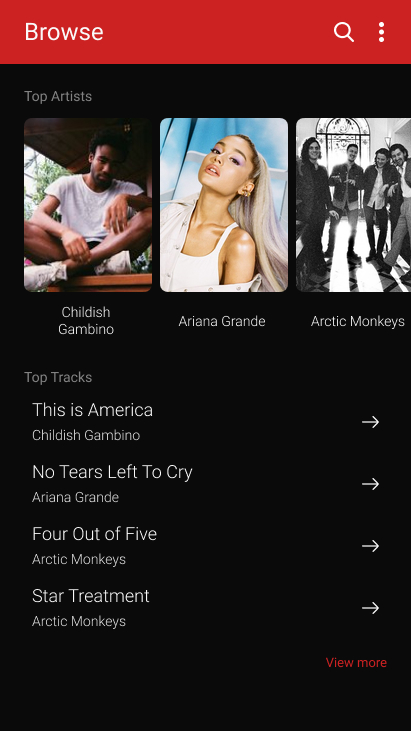 Browse
Top Artists
Childish
Gambino
Ariana Grande
Arctic Monkeys
Top Tracks
This is America
Childish Gambino
No Tears Left To Cry
Ariana Grande
Four Out of Five
Arctic Monkeys
Star Treatment
Arctic Monkeys
View more